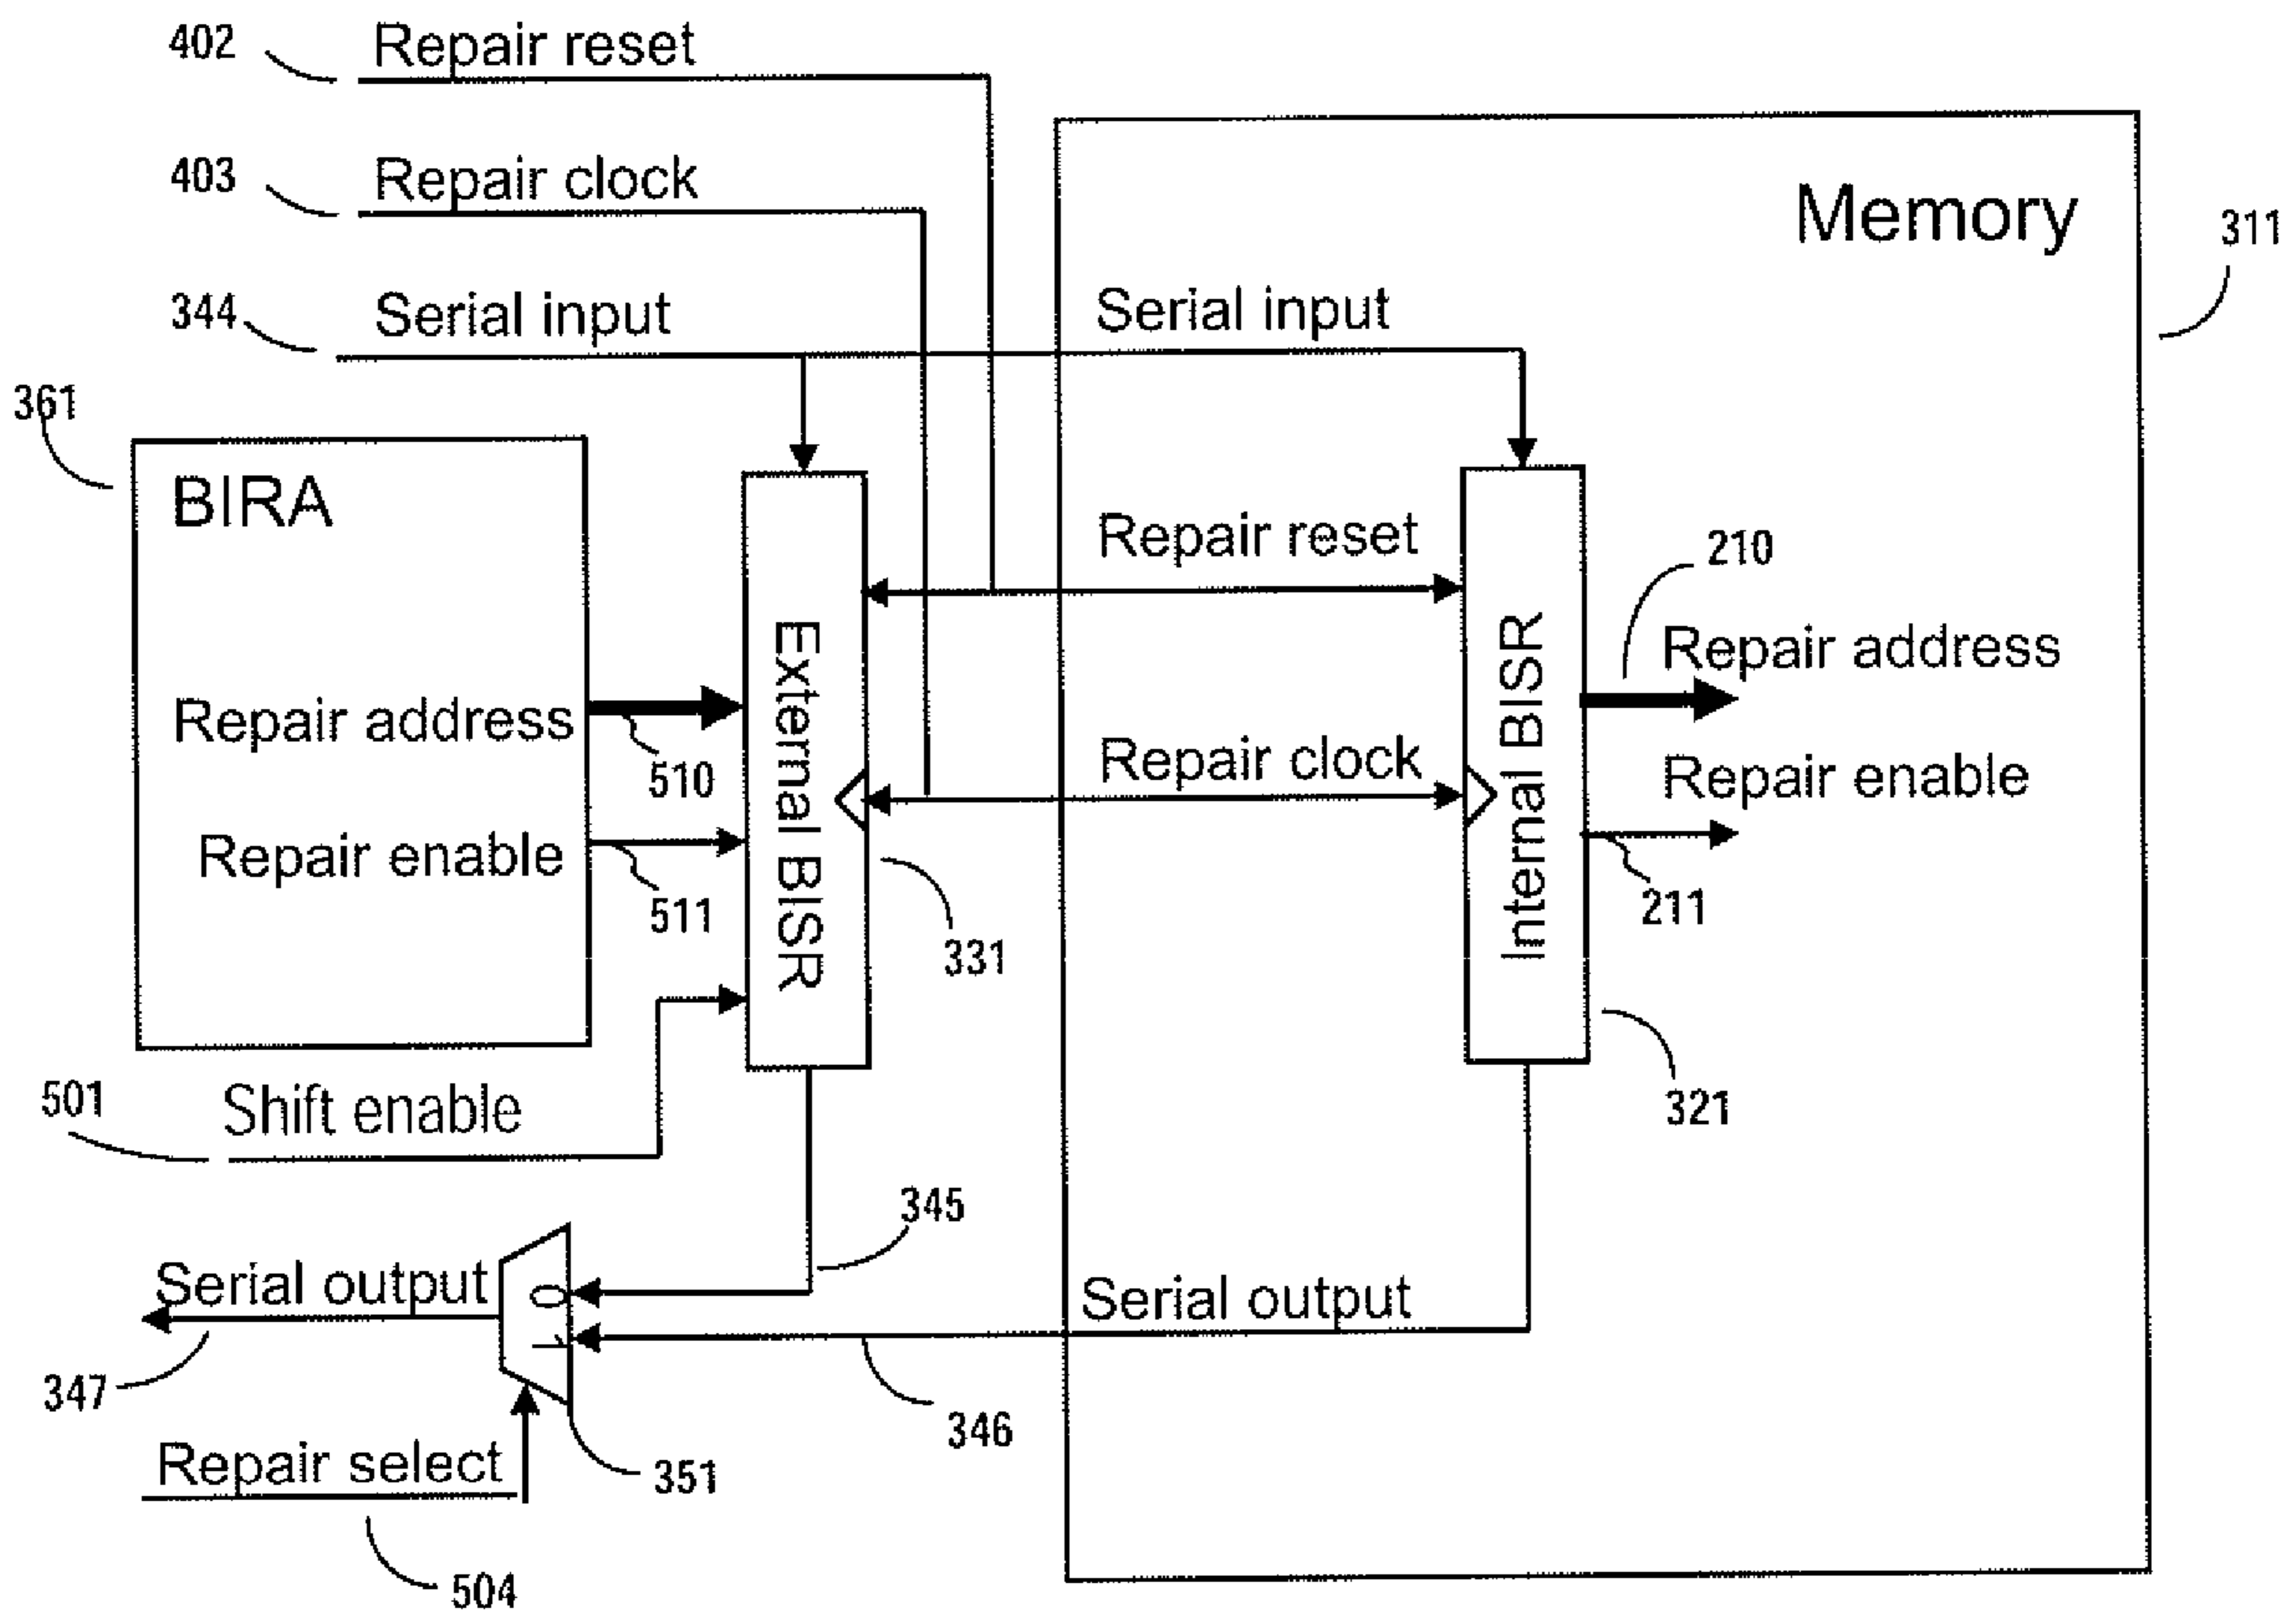 402 Repair reset
403 Repair clock
Memory
311
344 Serial input
Serial input
361
BIRA
Repair reset
210
Repair address
Repair address
510
External BISR
Internal BISR
Repair clock
Repair enable
Repair enable
511
331
211
501
Shift enable
321
345
Serial output
0
1
Serial output
347
346
Repair select
351
504